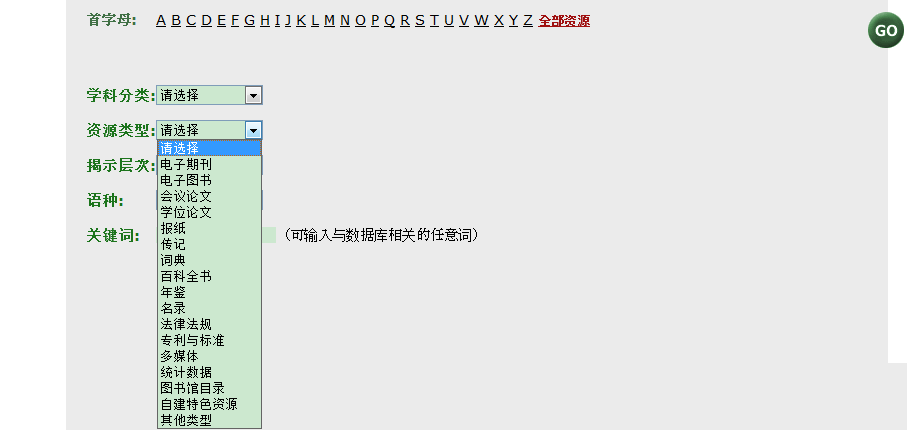 首字母: A B C D E F G H I J K L M N O P Q R S T U V W X Y Z 全部资源
GO
学科分类: 请选择
资源类型: 请选择
请选择
揭示层次:
电子期刊
电子图书
语种:
会议论文
学位论文
关键词: (可输入与数据库相关的任意词)
报纸
传记
词典
百科全书
年鉴
名录
法律法规
专利与标准
多媒体
统计数据
图书馆目录
自建特色资源
其他类型